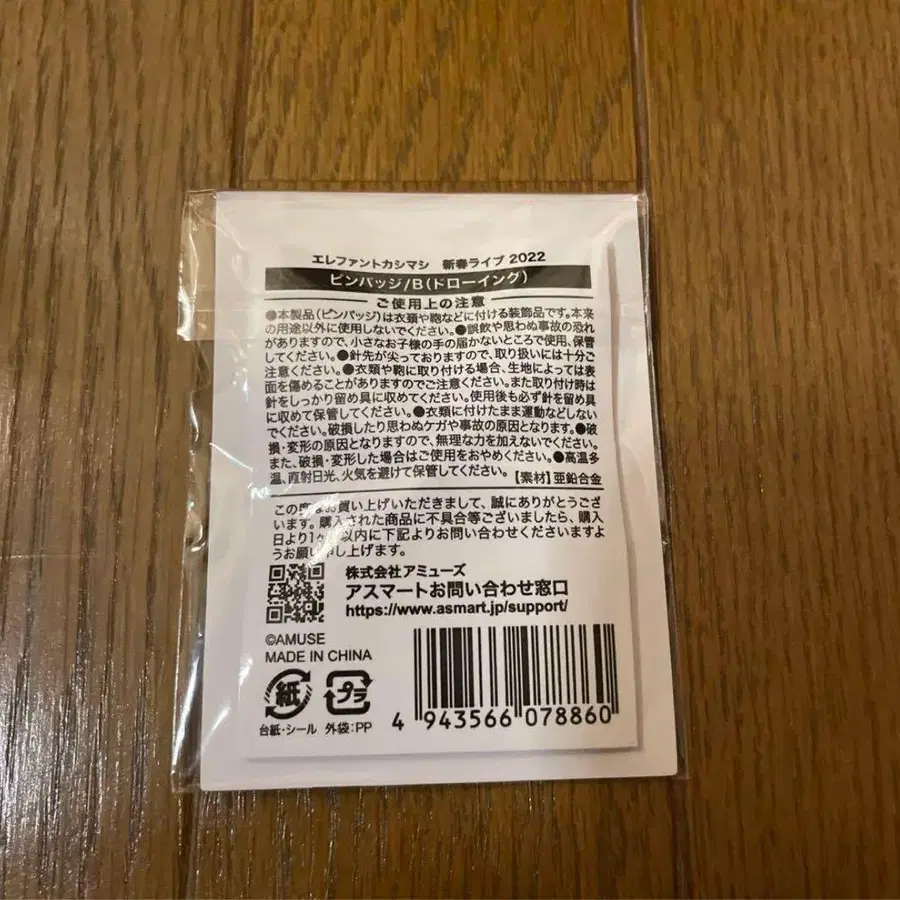 エレファントカシマシ 新春ライブ 2022
ピンバッジ/B(ドローイング)
ご使用上の注意
●本製品(ピンバッジ)は衣類や鞄などに付ける装飾品です。本来
の用途以外に使用しないでください。●誤飲や思わぬ事故の恐れ
がありますので、小さなお子様の手の届かないところで使用、保管
してください。●針先が尖っておりますので、取り扱いには十分ご
注意ください。●衣類や鞄に取り付ける場合、生地によっては表
面を傷めることがありますのでご注意ください。また取り付け時は
針をしっかり留め具に収めてください。使用後も必ず針を留め具
に収めて保管してください。●衣類に付けたまま運動などしない
でください。破損したり思わぬケガや事故の原因となります。●破
損・変形の原因となりますので、無理な力を加えないでください。
また、破損・変形した場合はご使用をおやめください。●高温多
湿、直射日光、火気を避けて保管してください。 【素材】亜鉛合金
この度はお買い上げいただきまして、誠にありがとうござ
います。購入された商品に不具合等ございましたら、購入
日より1ヶ月以内に下記よりお問い合わせくださいますよ
うお願い申し上げます。
株式会社アミューズ
アスマートお問い合わせ窓口
https://www.asmart.jp/support/
©AMUSE
MADE IN CHINA
紙 プラ
台紙・シール 外袋:PP
4 943566 078860